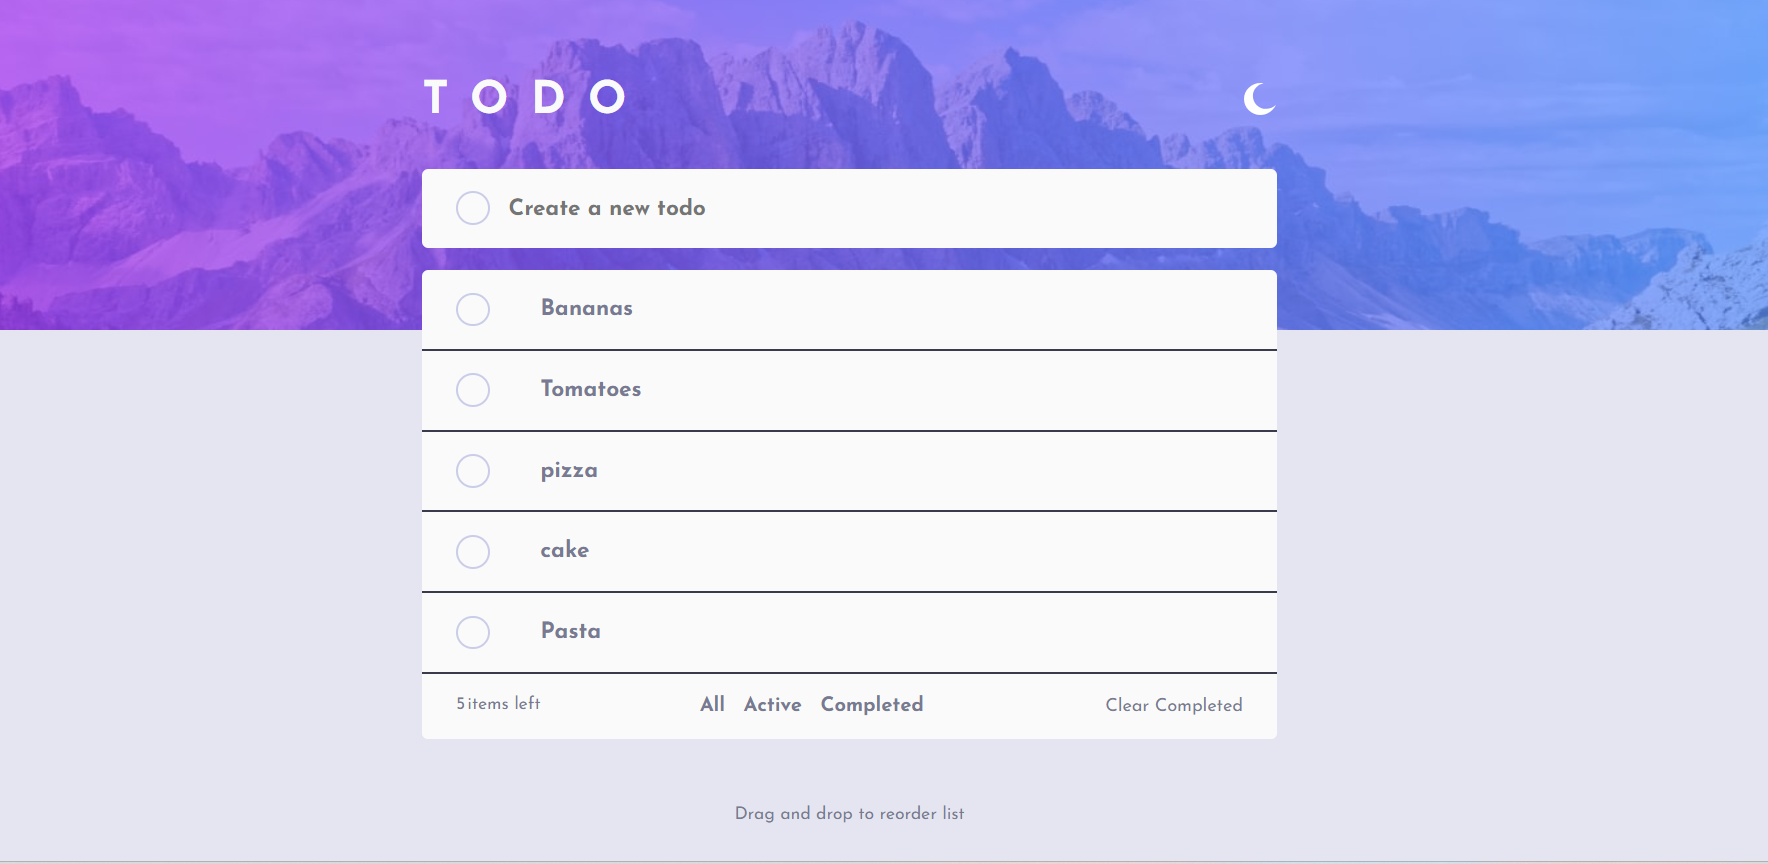 TODO
Create a new todo
Bananas
Tomatoes
pizza
cake
Pasta
5 items left All Active Completed Clear Completed
Drag and drop to reorder list